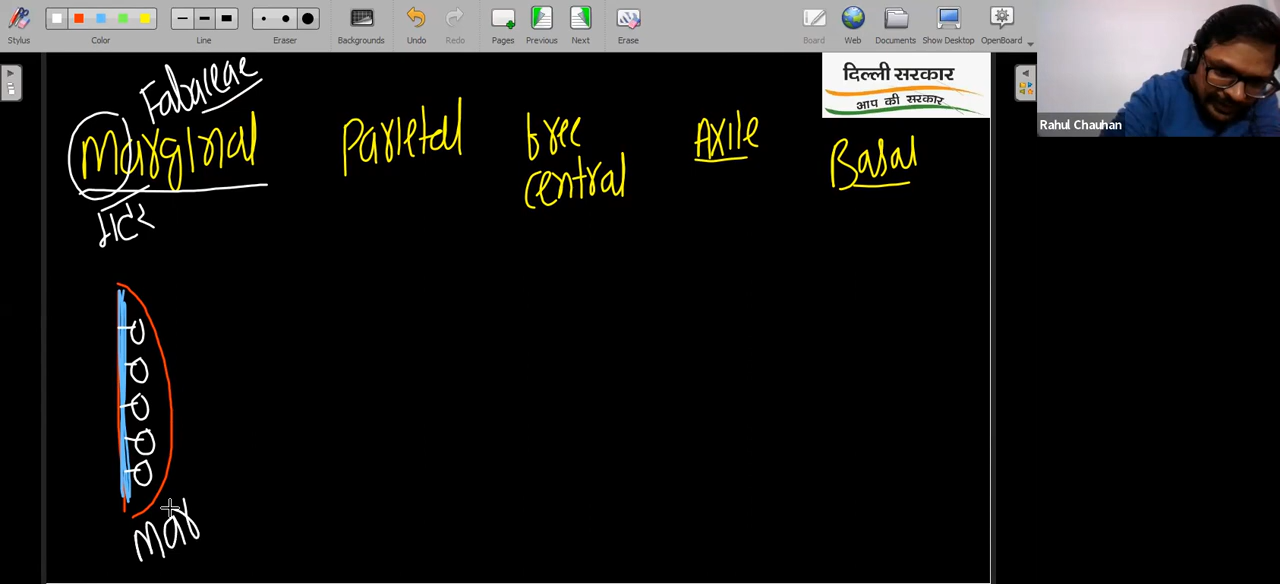 Stylus
Color
Line
Eraser
Backgrounds
Undo
Redo
Pages
Previous
Next
Erase
Board
Web
Documents
Show Desktop
OpenBoard
दिल्ली सरकार
आप की सरकार
Rahul Chauhan
Fabaceae
Marginal
Parietal
free
central
Axile
Basal
Mar